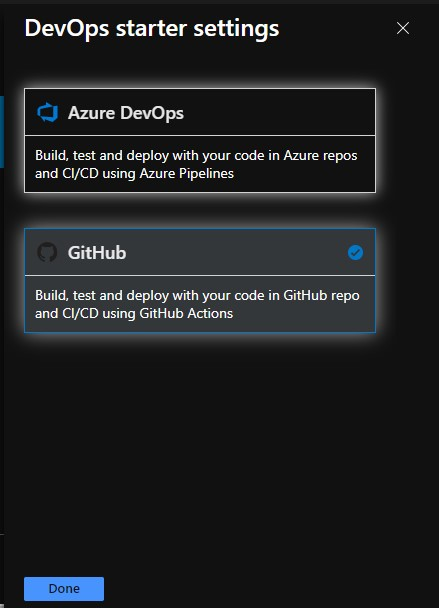 DevOps starter settings
Azure DevOps
Build, test and deploy with your code in Azure repos
and CI/CD using Azure Pipelines
GitHub
Build, test and deploy with your code in GitHub repo
and CI/CD using GitHub Actions
Done